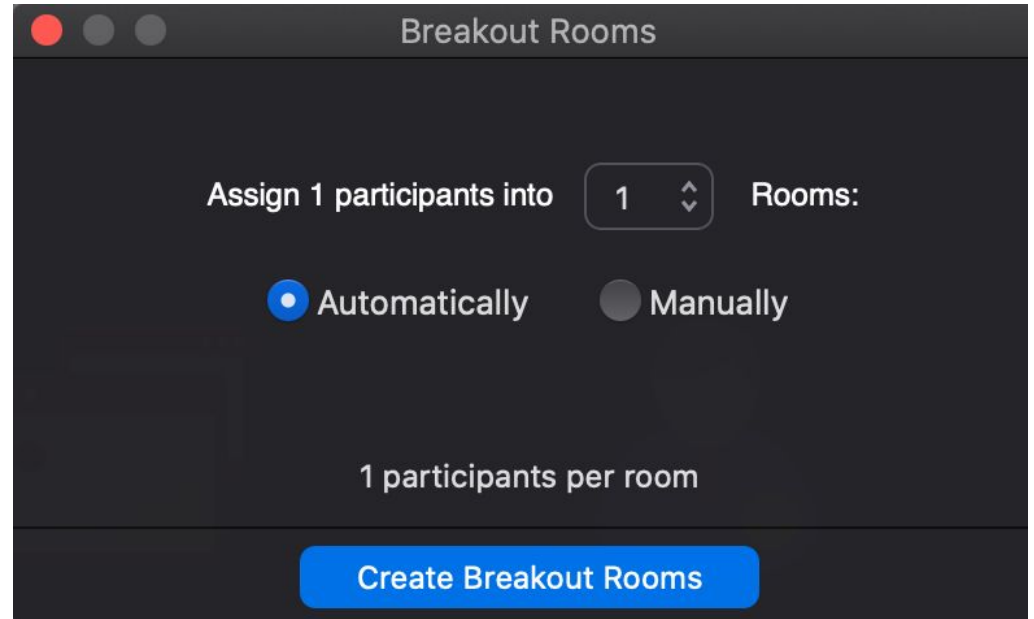 Breakout Rooms
Assign 1 participants into 1 Rooms:
Automatically Manually
1 participants per room
Create Breakout Rooms